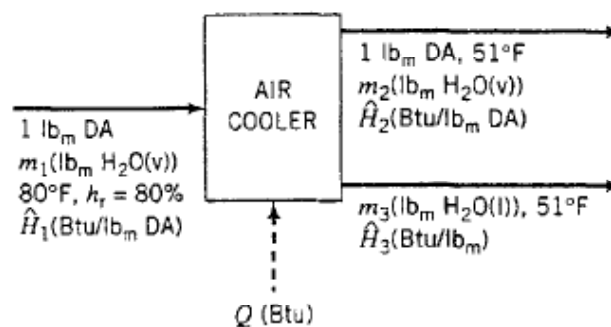 AIR
COOLER
1 lbₘ DA
m₁(lbₘ H₂O(v))
80°F, hᵣ = 80%
Ĥ₁(Btu/lbₘ DA)
1 lbₘ DA, 51°F
m₂(lbₘ H₂O(v))
Ĥ₂(Btu/lbₘ DA)
m₃(lbₘ H₂O(l)), 51°F
Ĥ₃(Btu/lbₘ)
Q (Btu)